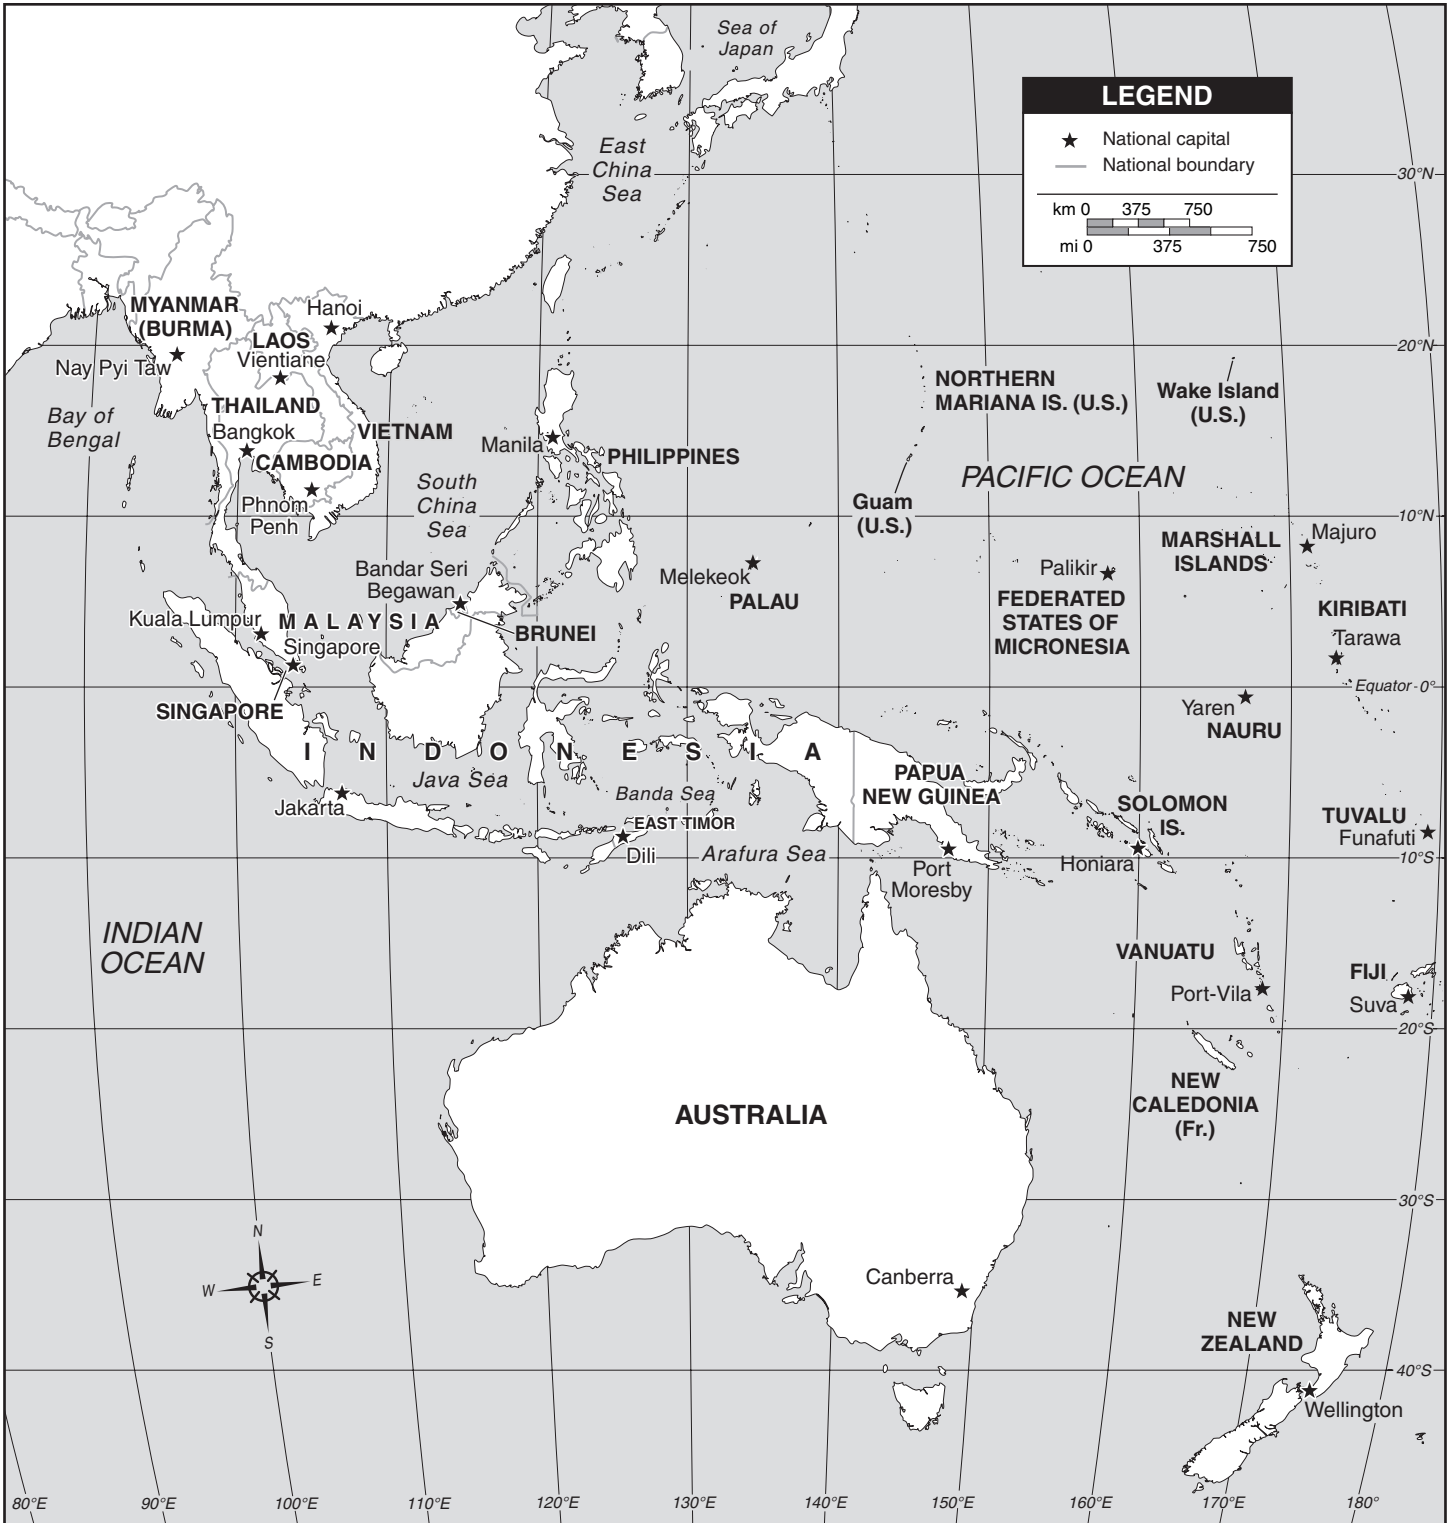 Sea of
Japan
LEGEND
National capital
National boundary
km 0 375 750
mi 0 375 750
East
China
Sea
30°N
MYANMAR
(BURMA)
Hanoi
LAOS
Vientiane
Nay Pyi Taw
20°N
NORTHERN
MARIANA IS. (U.S.)
Wake Island
(U.S.)
Bay of
Bengal
THAILAND
Bangkok
VIETNAM
CAMBODIA
Manila
PHILIPPINES
PACIFIC OCEAN
South
China
Sea
Phnom
Penh
Guam
(U.S.)
10°N
MARSHALL
ISLANDS
Majuro
Bandar Seri
Begawan
Melekeok
PALAU
Palikir
FEDERATED
STATES OF
MICRONESIA
KIRIBATI
Tarawa
Kuala Lumpur
MALAYSIA
BRUNEI
Singapore
SINGAPORE
Equator 0°
Yaren
NAURU
INDONESIA
Java Sea
Banda Sea
PAPUA
NEW GUINEA
Jakarta
EAST TIMOR
Dili
Arafura Sea
SOLOMON
IS.
TUVALU
Funafuti
Port
Moresby
Honiara
10°S
INDIAN
OCEAN
VANUATU
Port-Vila
FIJI
Suva
20°S
NEW
CALEDONIA
(Fr.)
AUSTRALIA
30°S
N
W
E
S
Canberra
NEW
ZEALAND
40°S
Wellington
80°E 90°E 100°E 110°E 120°E 130°E 140°E 150°E 160°E 170°E 180°